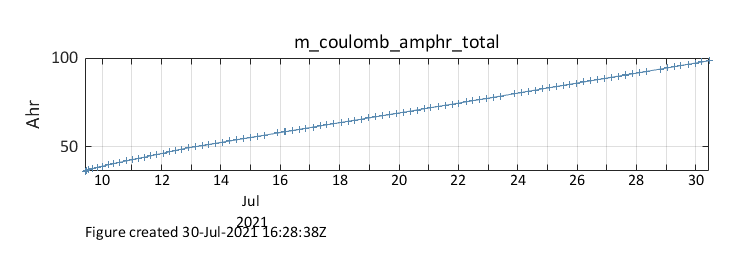 m_coulomb_amphr_total
100
50
Ahr
10 12 14 16 18 20 22 24 26 28 30
Jul
2021
Figure created 30-Jul-2021 16:28:38Z